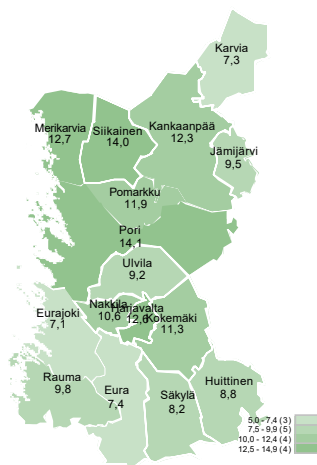 Karvia
7,3
Merikarvia
12,7
Siikainen
14,0
Kankaanpää
12,3
Jämijärvi
9,5
Pomarkku
11,9
Pori
14,1
Ulvila
9,2
Nakkila
10,6
Harjavalta
12,6
Kokemäki
11,3
Eurajoki
7,1
Rauma
9,8
Eura
7,4
Säkylä
8,2
Huittinen
8,8
5,0 - 7,4 (3)
7,5 - 9,9 (5)
10,0 - 12,4 (4)
12,5 - 14,9 (4)